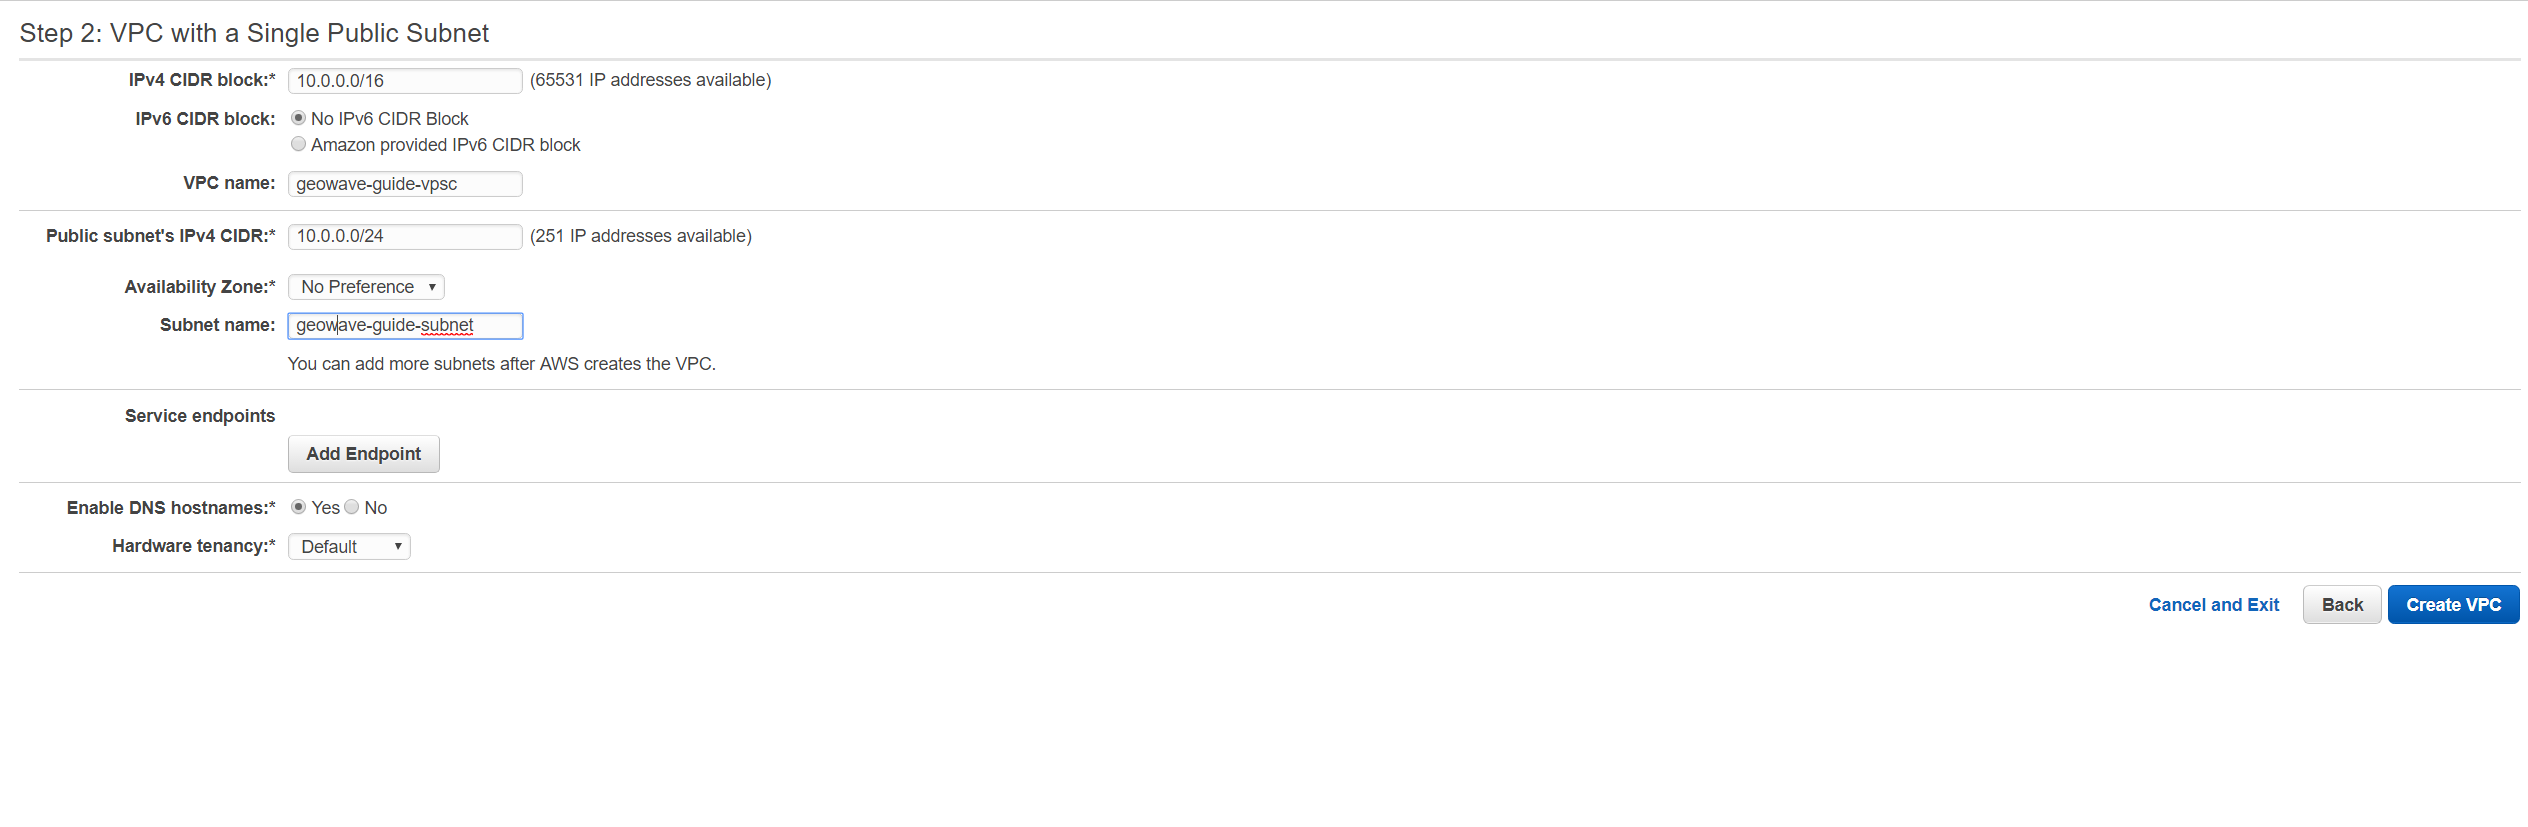 Step 2: VPC with a Single Public Subnet
IPv4 CIDR block:* 10.0.0.0/16 (65531 IP addresses available)
IPv6 CIDR block: No IPv6 CIDR Block
Amazon provided IPv6 CIDR block
VPC name: geowave-guide-vpsc
Public subnet's IPv4 CIDR:* 10.0.0.0/24 (251 IP addresses available)
Availability Zone:* No Preference
Subnet name: geowave-guide-subnet
You can add more subnets after AWS creates the VPC.
Service endpoints
Add Endpoint
Enable DNS hostnames:* Yes No
Hardware tenancy:* Default
Cancel and Exit Back Create VPC